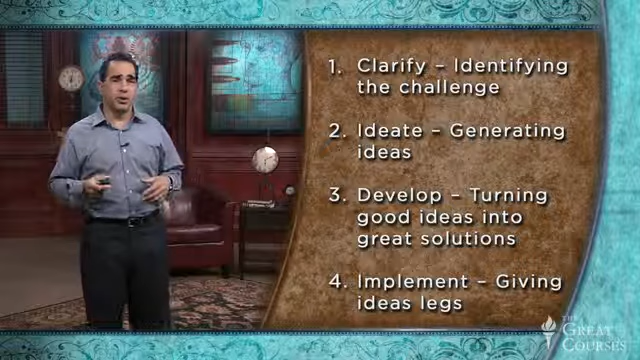 1. Clarify – Identifying
the challenge
2. Ideate – Generating
ideas
3. Develop – Turning
good ideas into
great solutions
4. Implement – Giving
ideas legs
THE
GREAT
COURSES